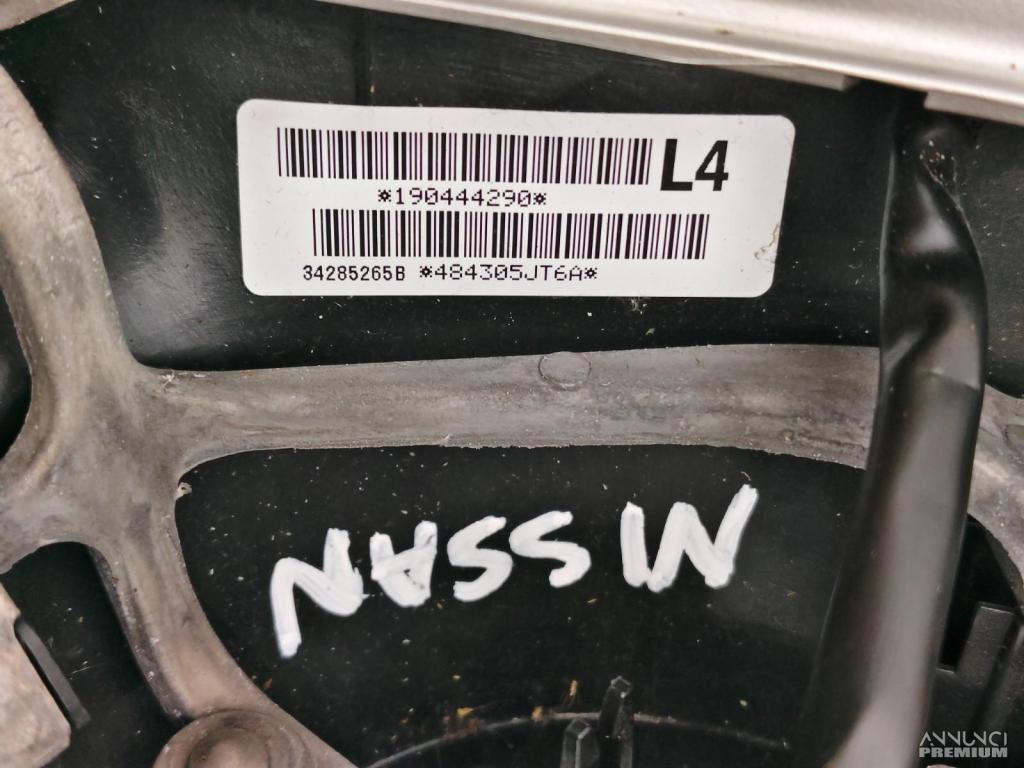 L4
*190444290*
34285265B *484305JT6A*
NISSAN
ANNUNCI
PREMIUM